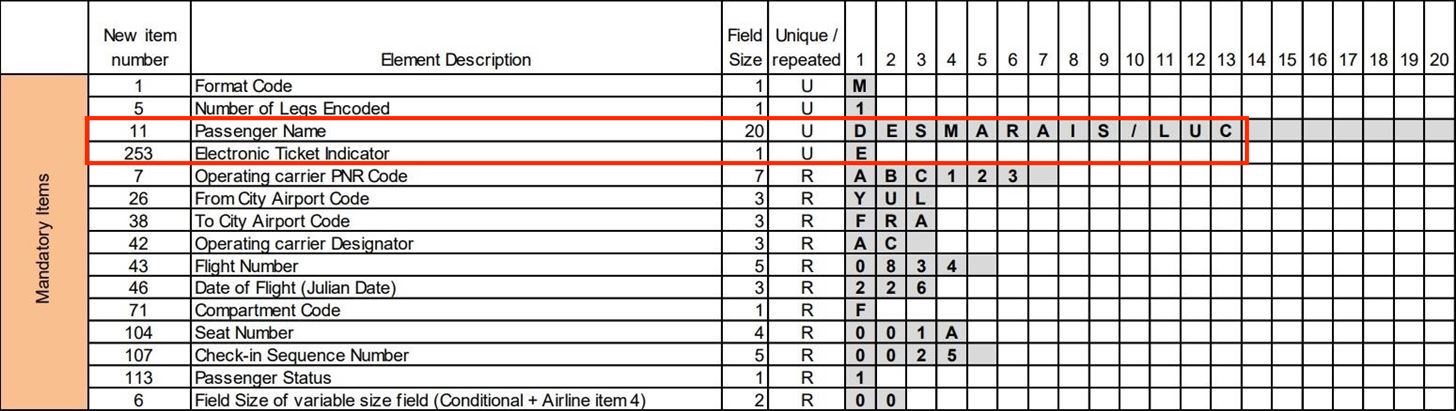 New item number Element Description Field Size Unique / repeated 1 2 3 4 5 6 7 8 9 10 11 12 13 14 15 16 17 18 19 20
Mandatory Items
1 Format Code 1 U M
5 Number of Legs Encoded 1 U 1
11 Passenger Name 20 U D E S M A R A I S / L U C
253 Electronic Ticket Indicator 1 U E
7 Operating carrier PNR Code 7 R A B C 1 2 3
26 From City Airport Code 3 R Y U L
38 To City Airport Code 3 R F R A
42 Operating carrier Designator 3 R A C
43 Flight Number 5 R 0 8 3 4
46 Date of Flight (Julian Date) 3 R 2 2 6
71 Compartment Code 1 R F
104 Seat Number 4 R 0 0 1 A
107 Check-in Sequence Number 5 R 0 0 2 5
113 Passenger Status 1 R 1
6 Field Size of variable size field (Conditional + Airline item 4) 2 R 0 0